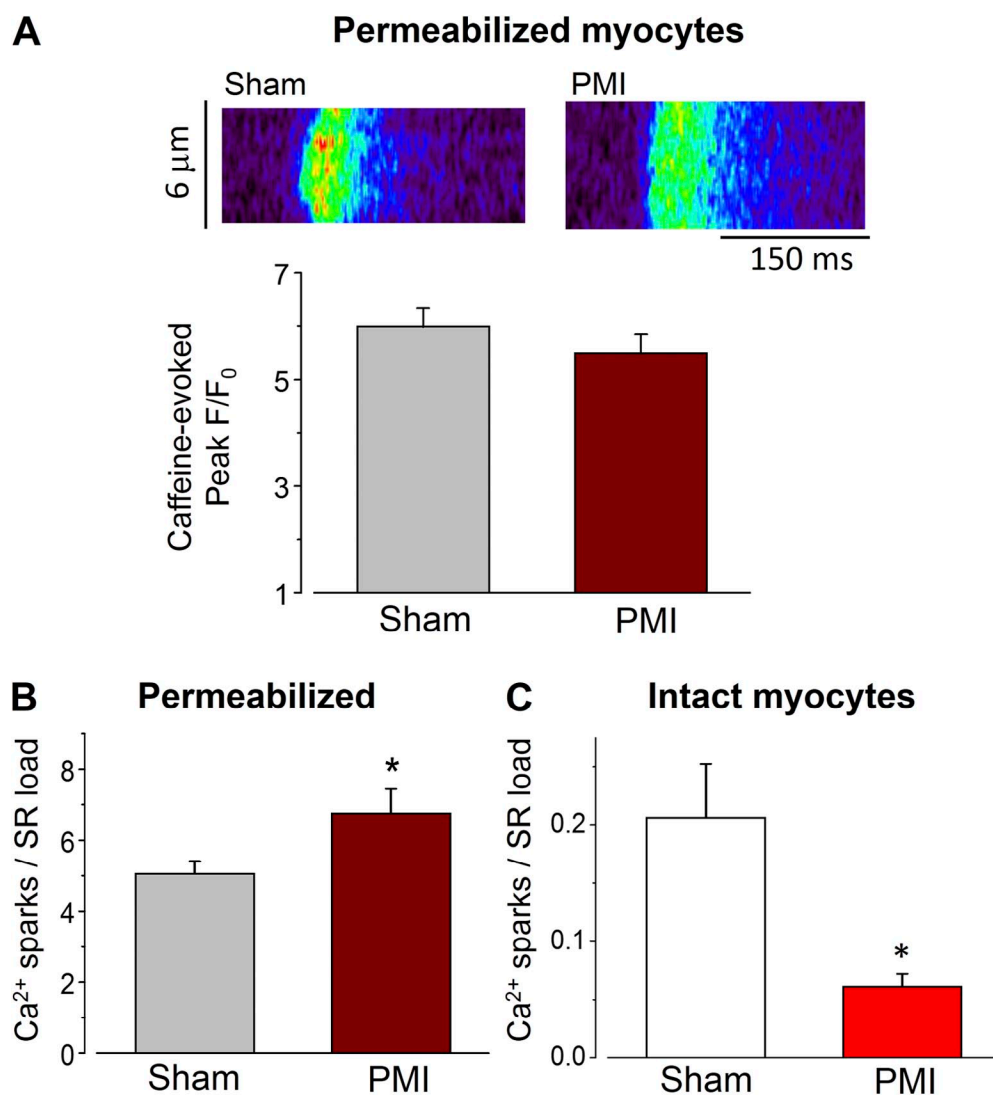 A
Permeabilized myocytes
Sham
PMI
6 μm
150 ms
Caffeine-evoked
Peak F/F₀
7
5
3
1
Sham
PMI
B
Permeabilized
Ca²⁺ sparks / SR load
8
6
4
2
0
*
Sham
PMI
C
Intact myocytes
Ca²⁺ sparks / SR load
0.2
0.1
0.0
*
Sham
PMI